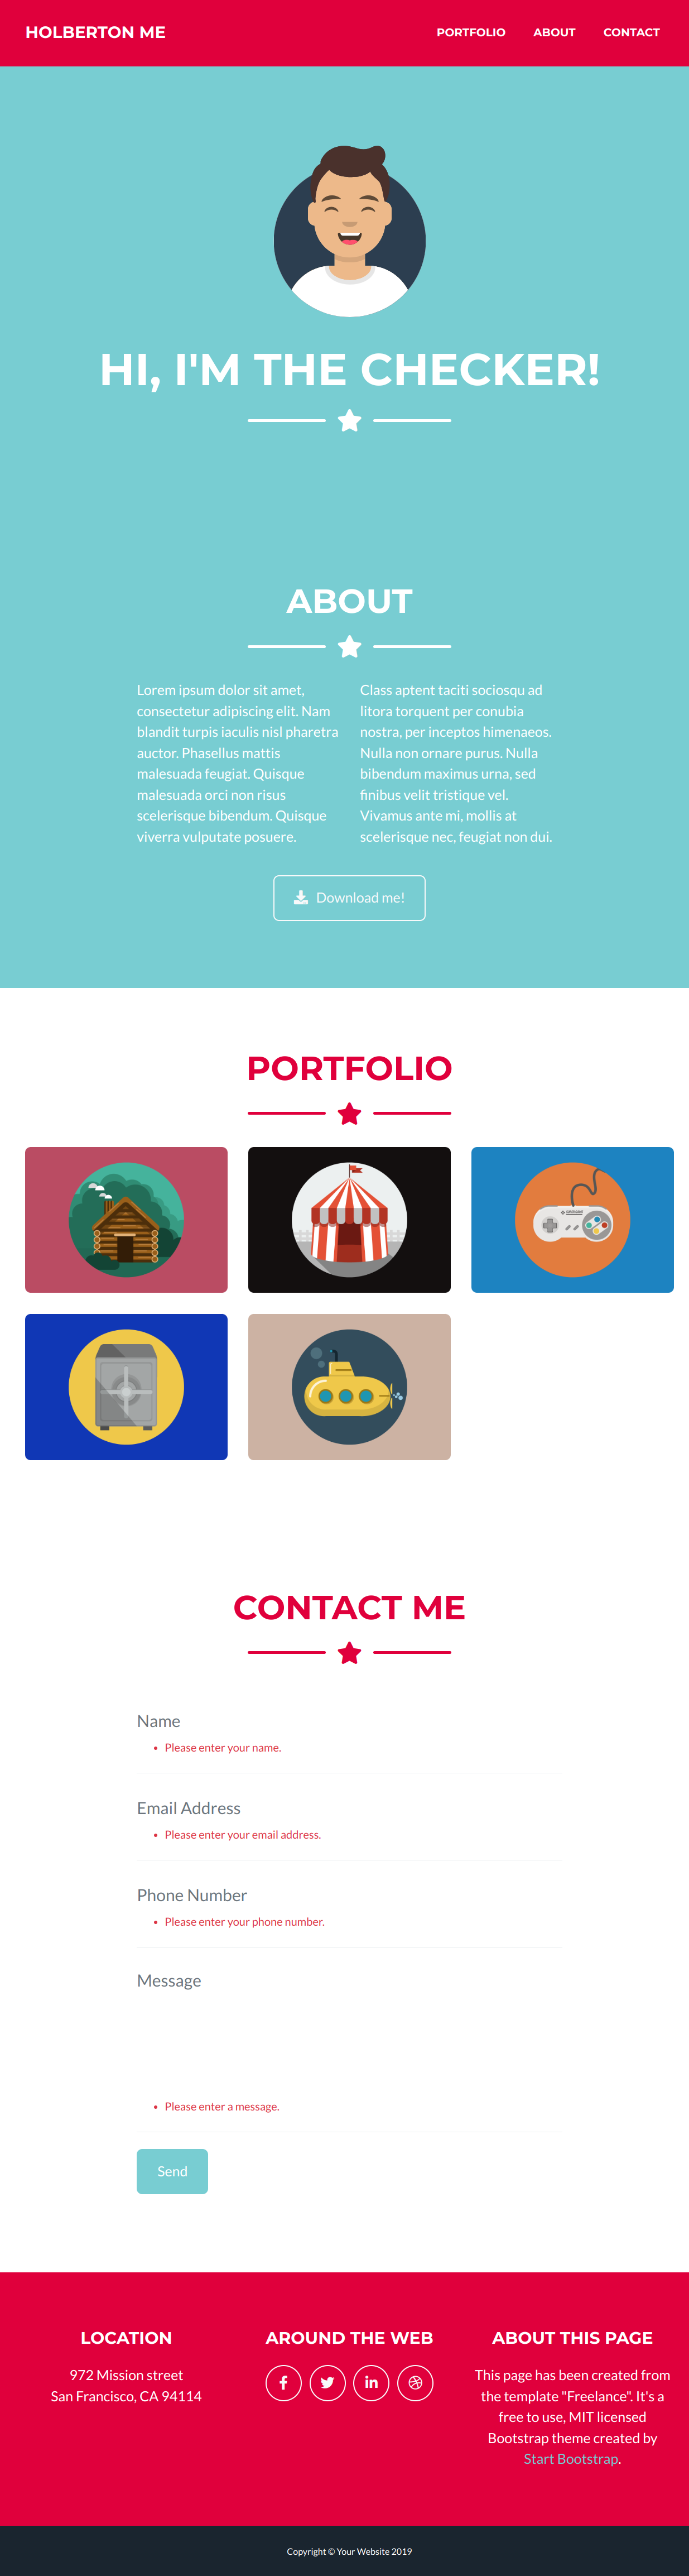 HOLBERTON ME
PORTFOLIO ABOUT CONTACT
HI, I'M THE CHECKER!
ABOUT
Lorem ipsum dolor sit amet,
consectetur adipiscing elit. Nam
blandit turpis iaculis nisl pharetra
auctor. Phasellus mattis
malesuada feugiat. Quisque
malesuada orci non risus
scelerisque bibendum. Quisque
viverra vulputate posuere.
Class aptent taciti sociosqu ad
litora torquent per conubia
nostra, per inceptos himenaeos.
Nulla non ornare purus. Nulla
bibendum maximus urna, sed
finibus velit tristique vel.
Vivamus ante mi, mollis at
scelerisque nec, feugiat non dui.
Download me!
PORTFOLIO
CONTACT ME
Name
• Please enter your name.
Email Address
• Please enter your email address.
Phone Number
• Please enter your phone number.
Message
• Please enter a message.
Send
LOCATION
972 Mission street
San Francisco, CA 94114
AROUND THE WEB
ABOUT THIS PAGE
This page has been created from
the template "Freelance". It's a
free to use, MIT licensed
Bootstrap theme created by
Start Bootstrap.
Copyright © Your Website 2019